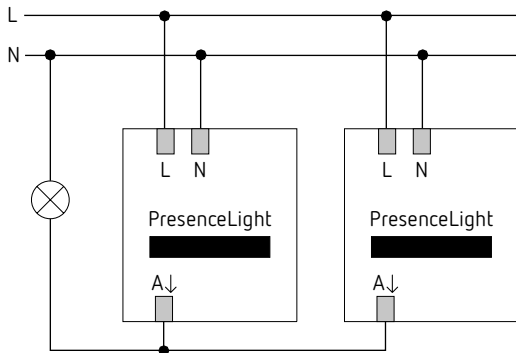 L
N
L N
L N
PresenceLight
PresenceLight
A↓
A↓